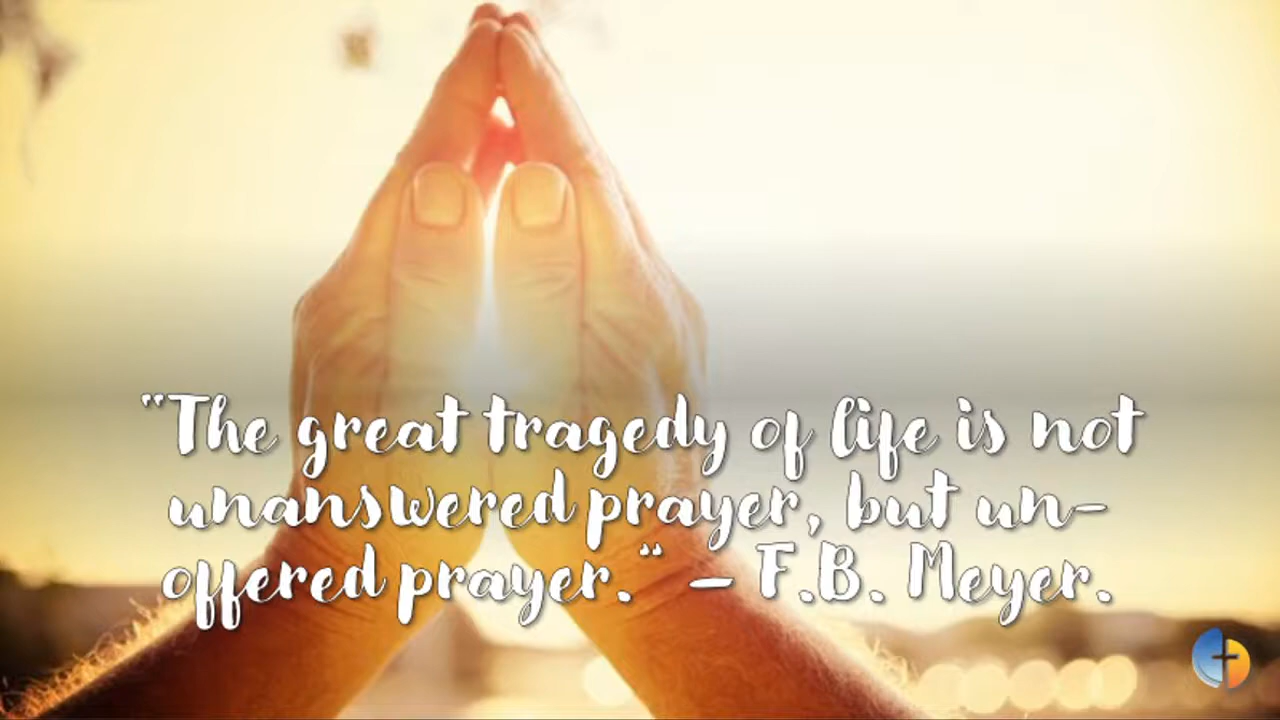 “The great tragedy of life is not
unanswered prayer, but un-
offered prayer.“ – F.B. Meyer.